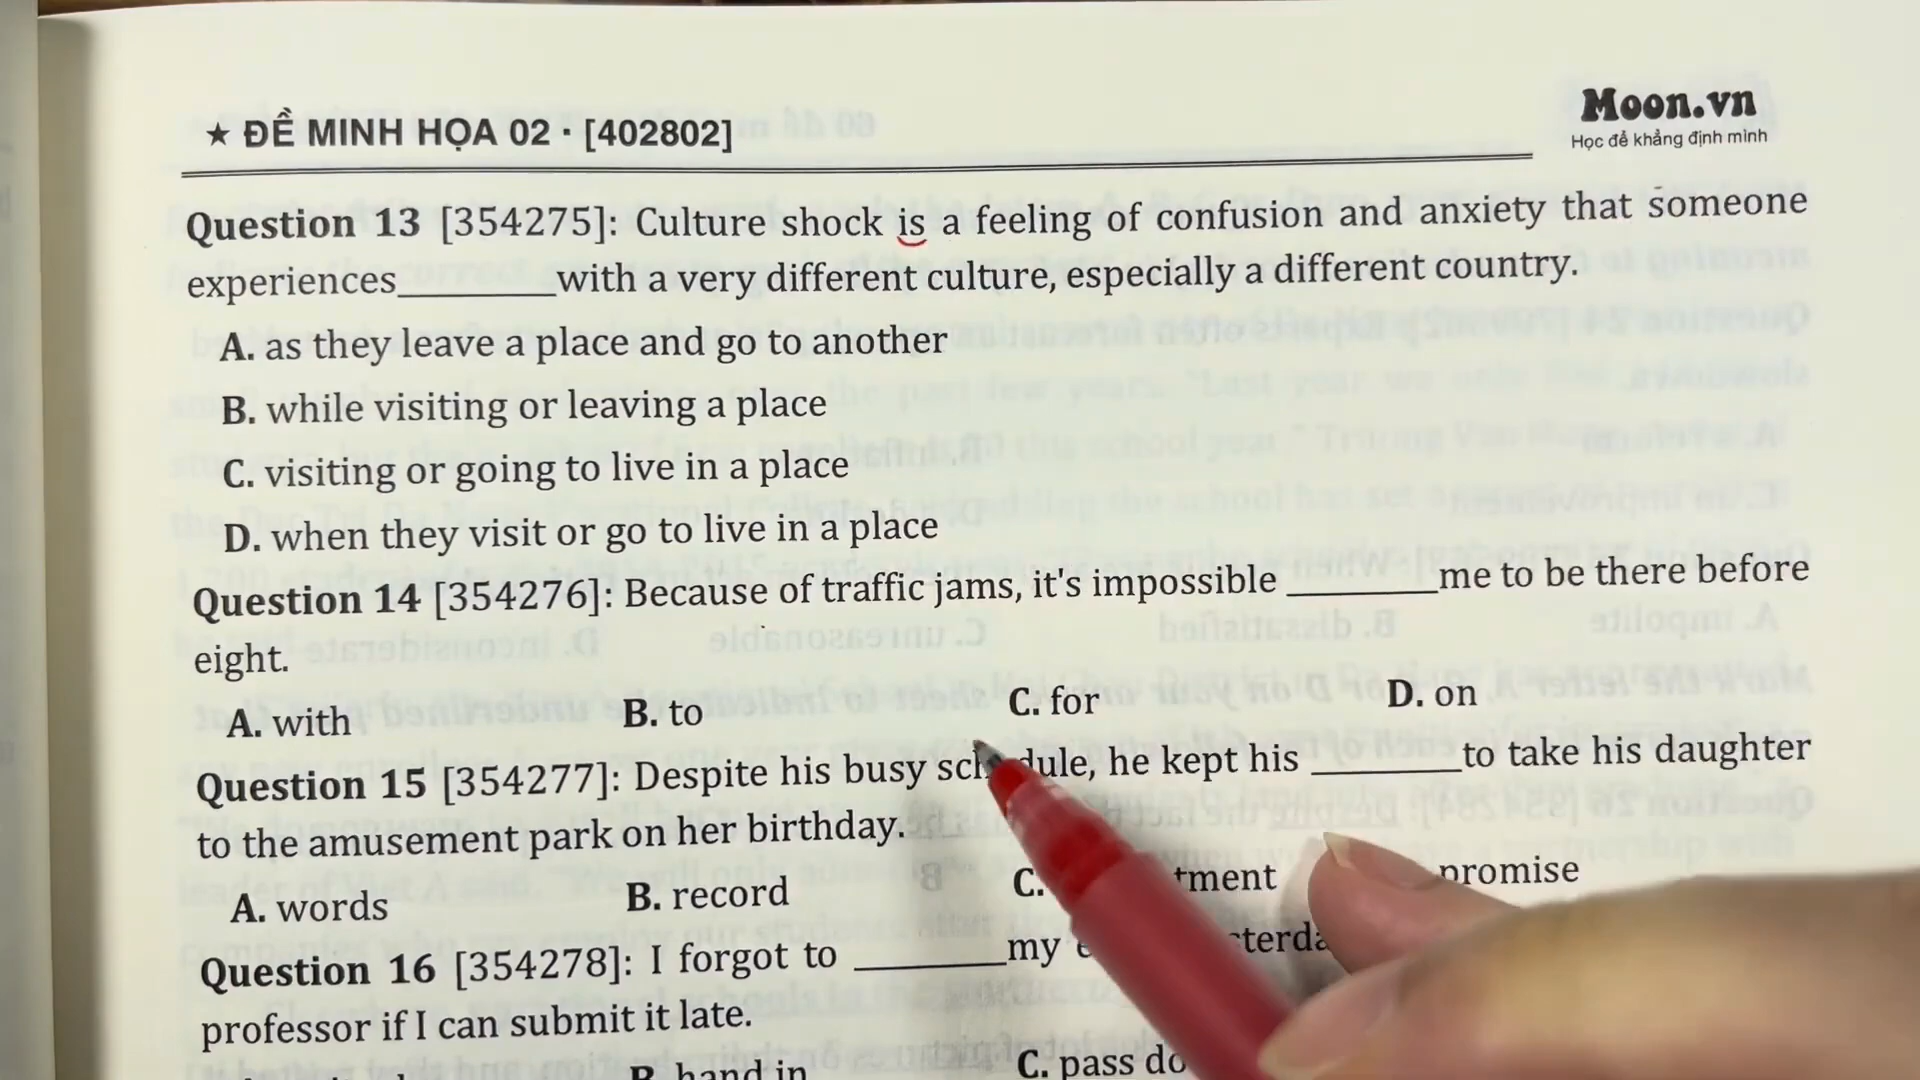 ★ ĐỀ MINH HỌA 02 · [402802]
Moon.vn
Học để khẳng định mình
Question 13 [354275]: Culture shock is a feeling of confusion and anxiety that someone
experiences________with a very different culture, especially a different country.
A. as they leave a place and go to another
B. while visiting or leaving a place
C. visiting or going to live in a place
D. when they visit or go to live in a place
Question 14 [354276]: Because of traffic jams, it's impossible ________me to be there before
eight.
A. with B. to C. for D. on
Question 15 [354277]: Despite his busy schedule, he kept his ________to take his daughter
to the amusement park on her birthday.
A. words B. record C. promise
Question 16 [354278]: I forgot to ________my
professor if I can submit it late.
B. hand in C. pass